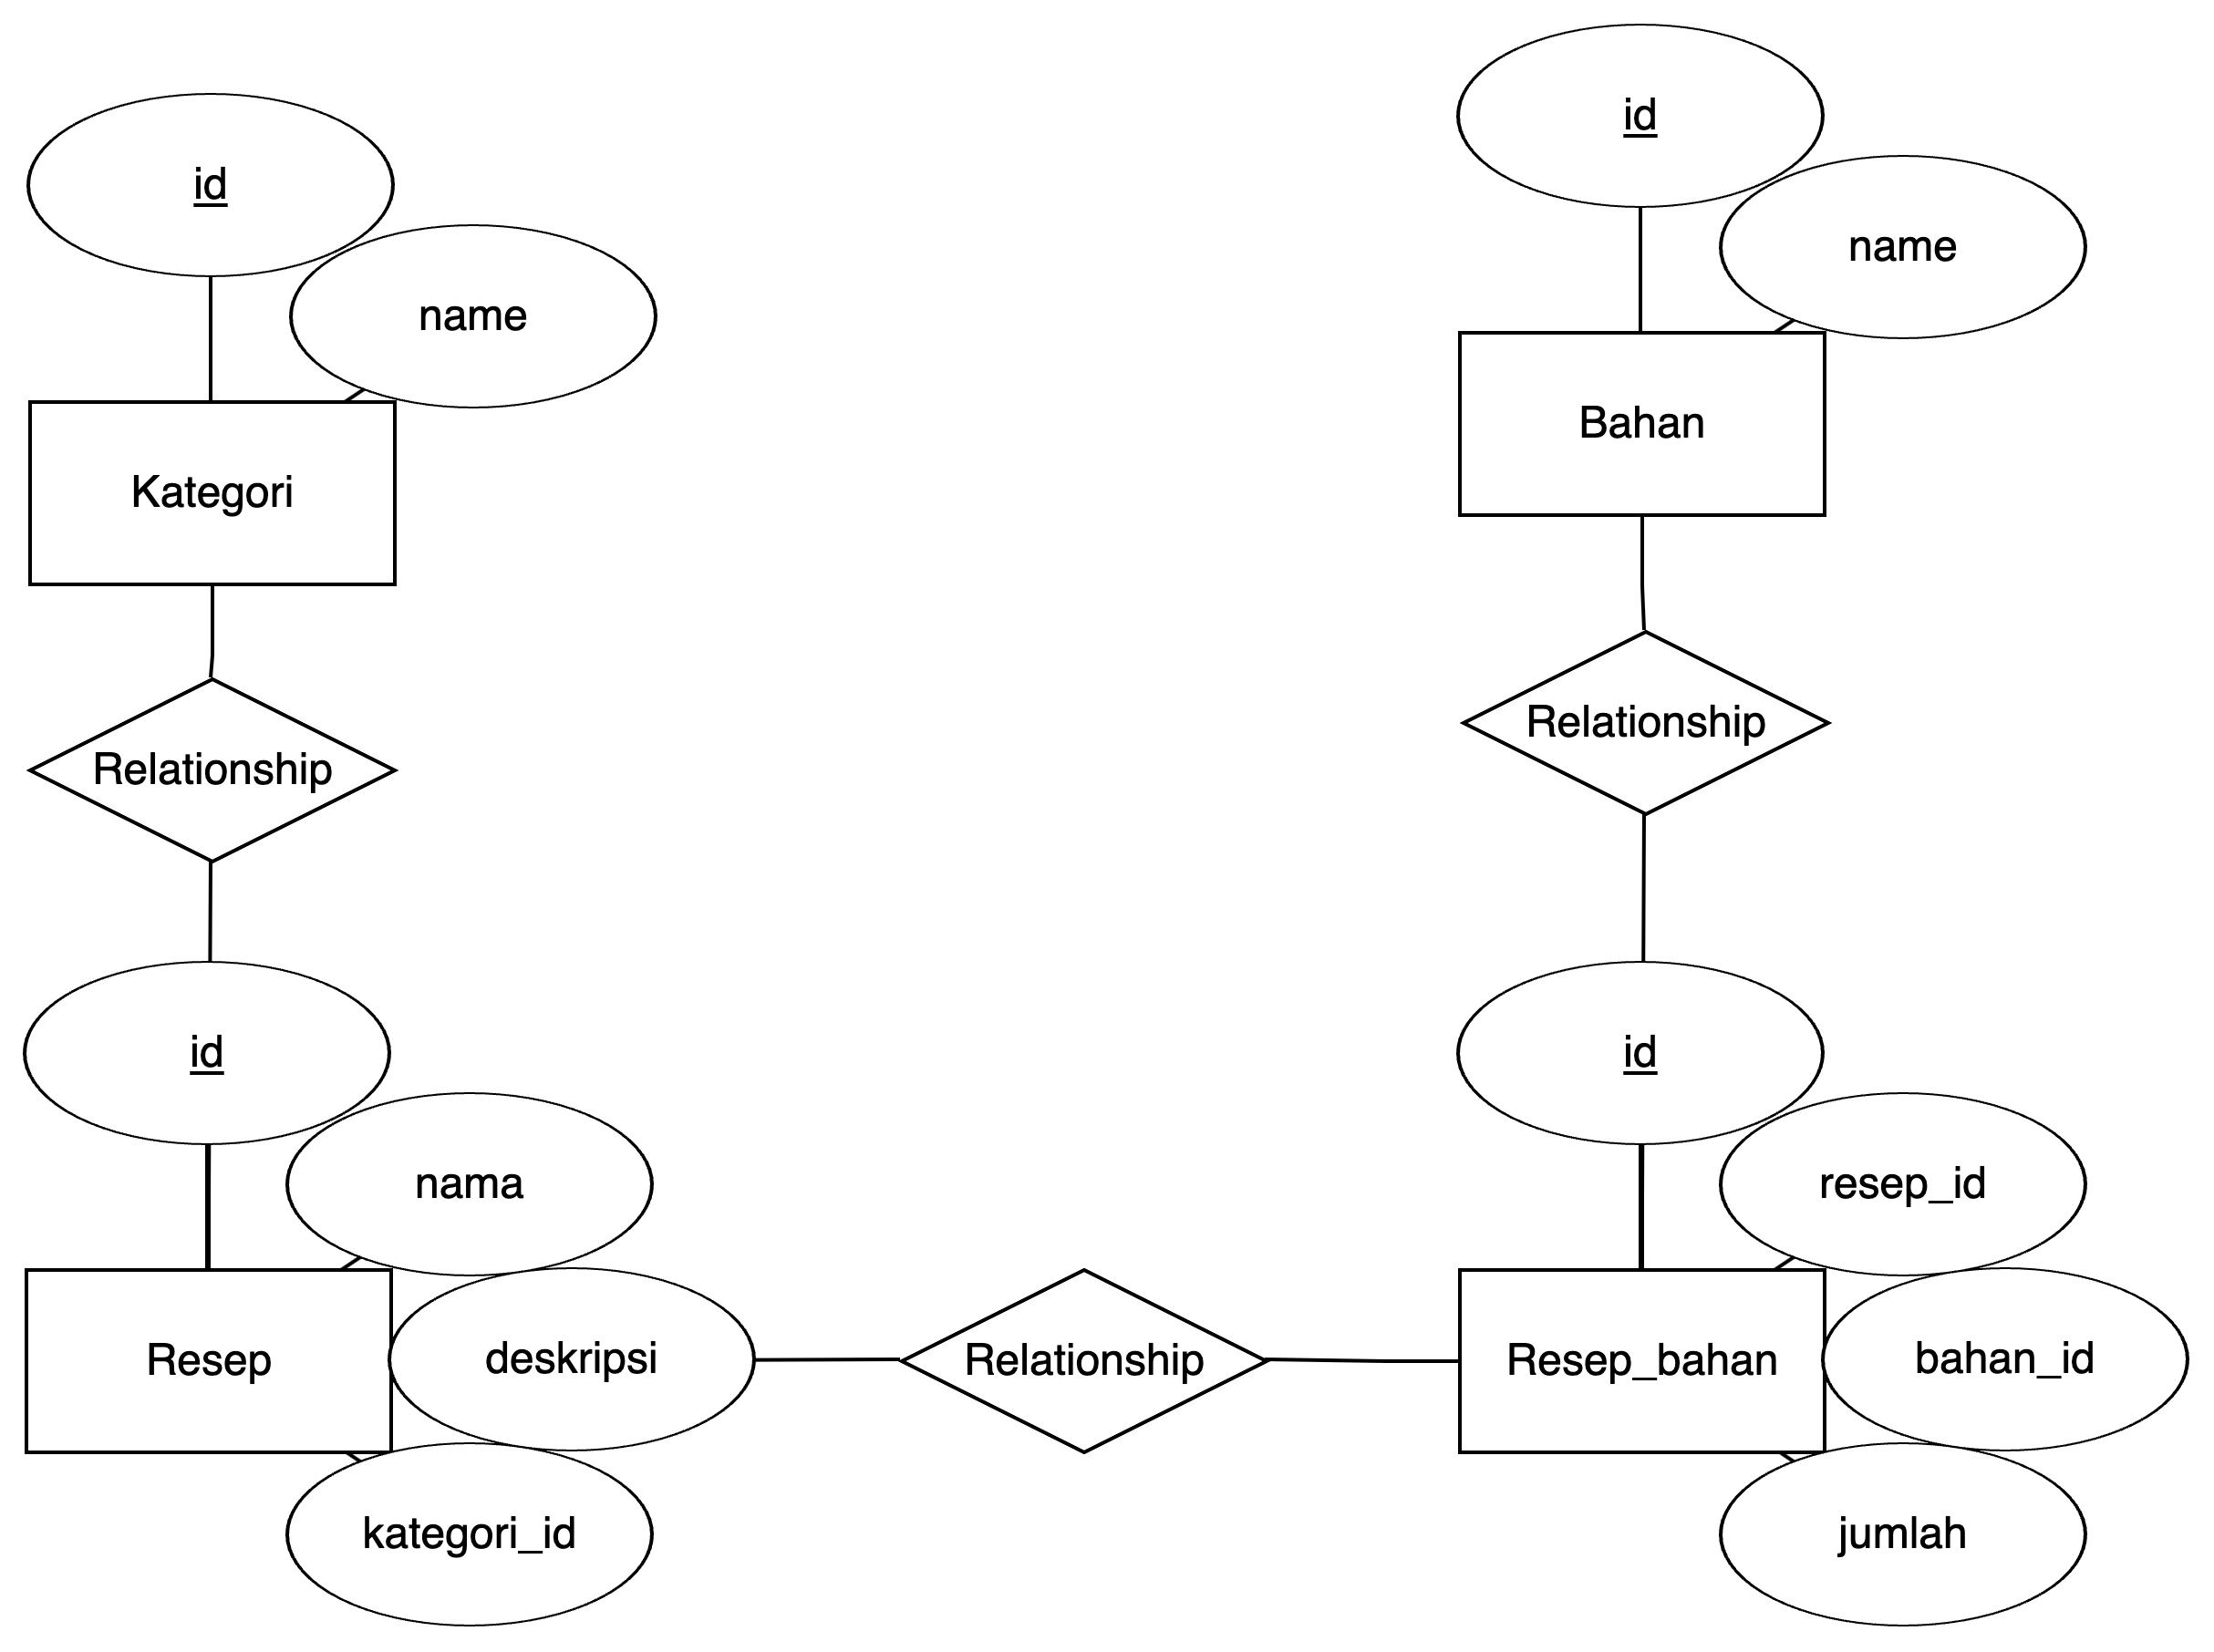 id
name
Kategori
Relationship
id
nama
Resep
deskripsi
kategori_id
Relationship
id
name
Bahan
Relationship
id
resep_id
Resep_bahan
bahan_id
jumlah